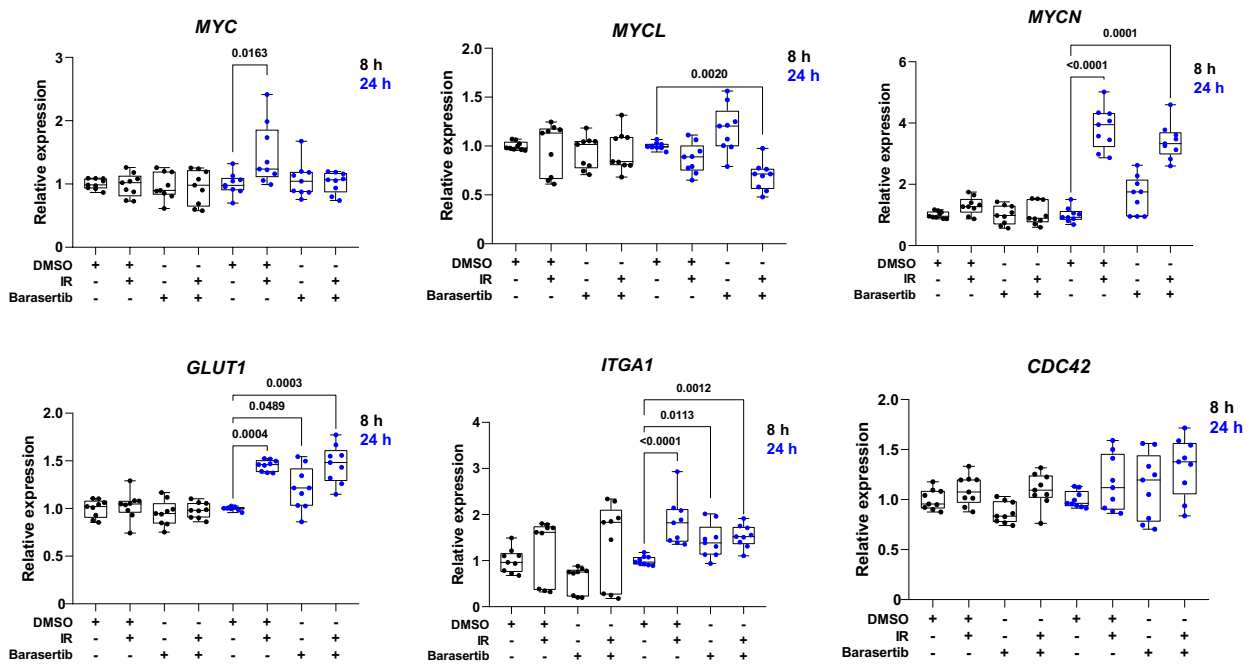 MYC
8 h
24 h
0.0163
Relative expression
3
2
1
0
DMSO + + - - + + - -
IR - + - + - + - +
Barasertib - - + + - - + +
MYCL
8 h
24 h
0.0020
Relative expression
2.0
1.5
1.0
0.5
0.0
DMSO + + - - + + - -
IR - + - + - + - +
Barasertib - - + + - - + +
MYCN
8 h
24 h
0.0001
<0.0001
Relative expression
6
4
2
0
DMSO + + - - + + - -
IR - + - + - + - +
Barasertib - - + + - - + +
GLUT1
8 h
24 h
0.0003
0.0489
0.0004
Relative expression
2.0
1.5
1.0
0.5
0.0
DMSO + + - - + + - -
IR - + - + - + - +
Barasertib - - + + - - + +
ITGA1
8 h
24 h
0.0012
0.0113
<0.0001
Relative expression
4
3
2
1
0
DMSO + + - - + + - -
IR - + - + - + - +
Barasertib - - + + - - + +
CDC42
8 h
24 h
Relative expression
2.0
1.5
1.0
0.5
0.0
DMSO + + - - + + - -
IR - + - + - + - +
Barasertib - - + + - - + +